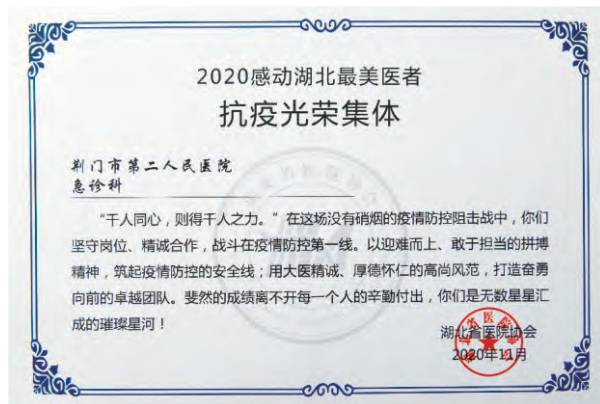 2020感动湖北最美医者
抗疫光荣集体
荆门市第二人民医院
急诊科
“千人同心，则得千人之力。”在这场没有硝烟的疫情防控阻击战中，你们
坚守岗位、精诚合作，战斗在疫情防控第一线。以迎难而上、敢于担当的拼搏
精神，筑起疫情防控的安全线；用大医精诚、厚德怀仁的高尚风范，打造奋勇
向前的卓越团队。斐然的成绩离不开每一个人的辛勤付出，你们是无数星星汇
成的璀璨星河！
湖北省医院协会
2020年11月